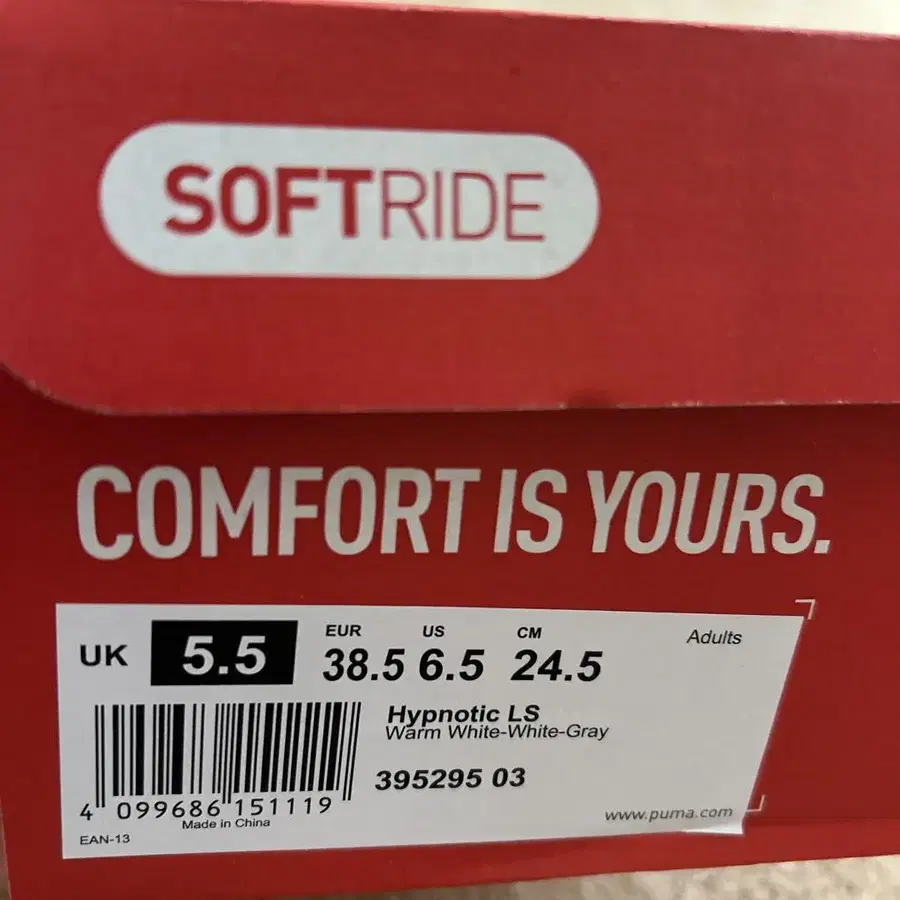 SOFTRIDE
COMFORT IS YOURS.
UK 5.5 EUR 38.5 US 6.5 CM 24.5 Adults
Hypnotic LS
Warm White-White-Gray
395295 03
4 099686 151119
Made in China
EAN-13
www.puma.com